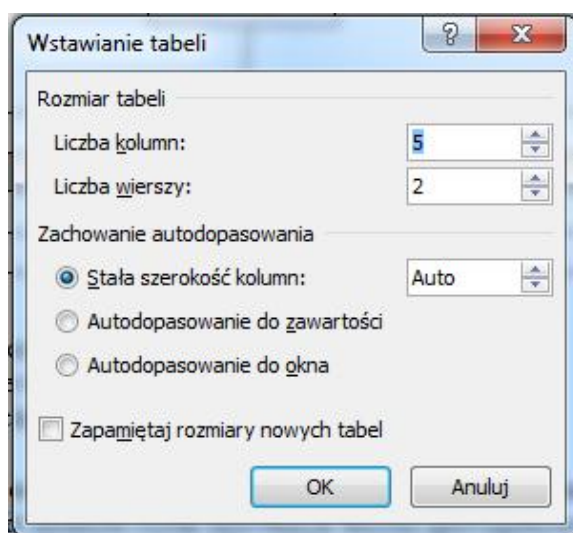 Wstawianie tabeli
Rozmiar tabeli
Liczba kolumn: 5
Liczba wierszy: 2
Zachowanie autodopasowania
Stała szerokość kolumn: Auto
Autodopasowanie do zawartości
Autodopasowanie do okna
Zapamiętaj rozmiary nowych tabel
OK Anuluj